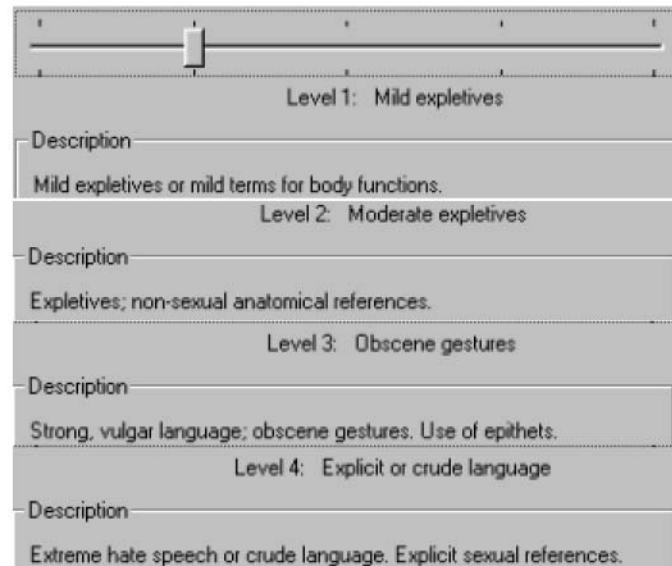 Level 1: Mild expletives
Description
Mild expletives or mild terms for body functions.
Level 2: Moderate expletives
Description
Expletives; non-sexual anatomical references.
Level 3: Obscene gestures
Description
Strong, vulgar language; obscene gestures. Use of epithets.
Level 4: Explicit or crude language
Description
Extreme hate speech or crude language. Explicit sexual references.